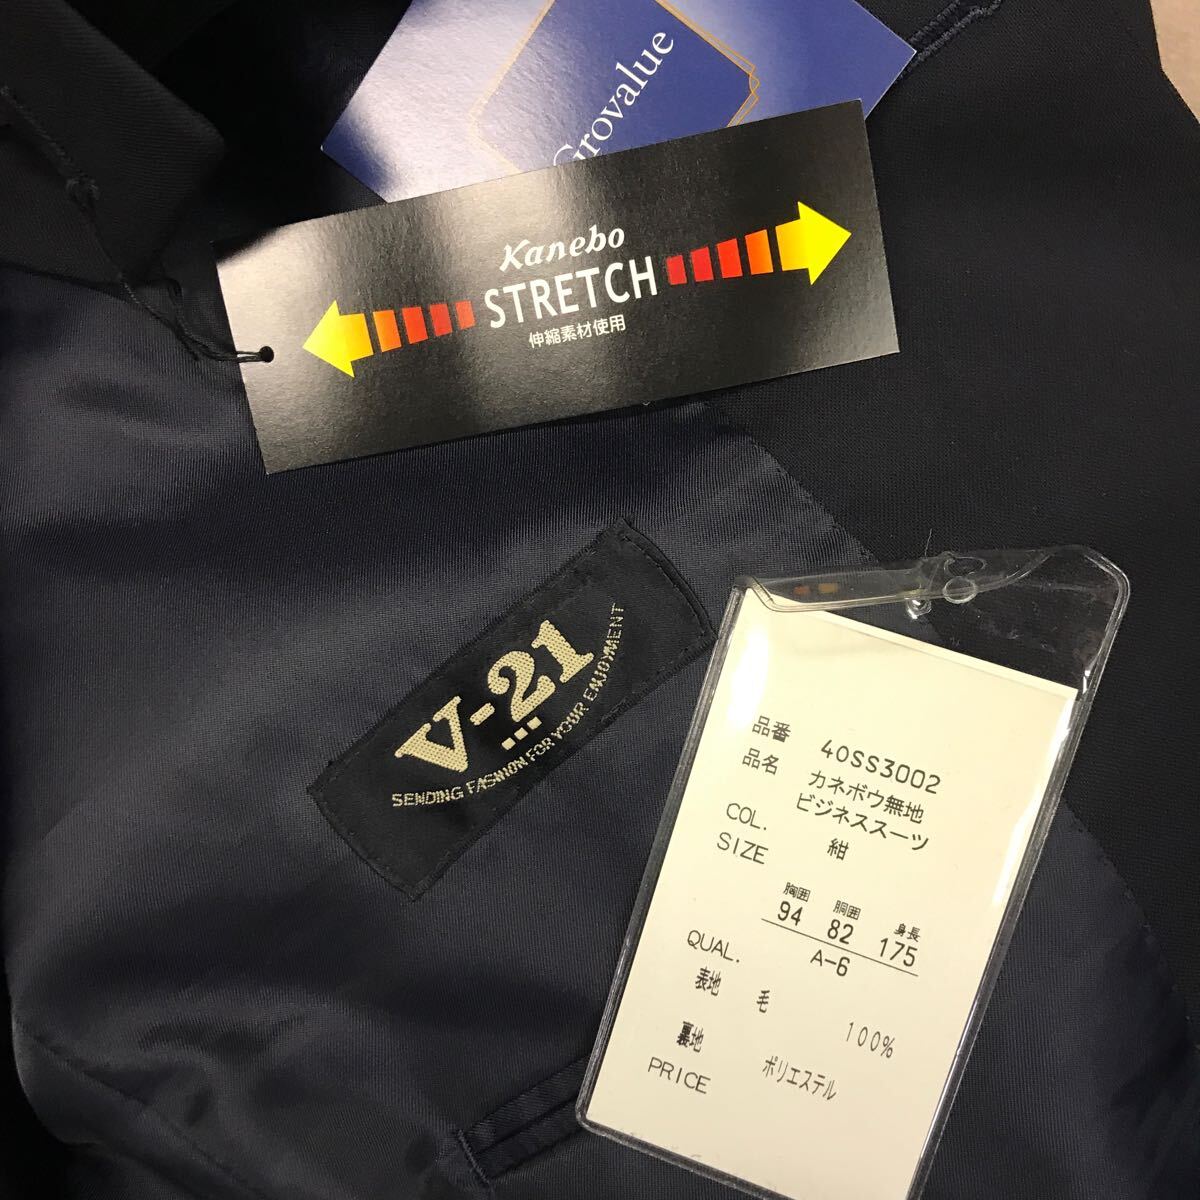 Grovalue
Kanebo
STRETCH
伸縮素材使用
V-21
SENDING FASHION FOR YOUR ENJOYMENT
品番 40SS3002
品名 カネボウ無地
ビジネススーツ
COL. 紺
SIZE
胸囲 胴囲 身長
94 82 175
A-6
QUAL.
表地 毛 100%
裏地 ポリエステル
PRICE